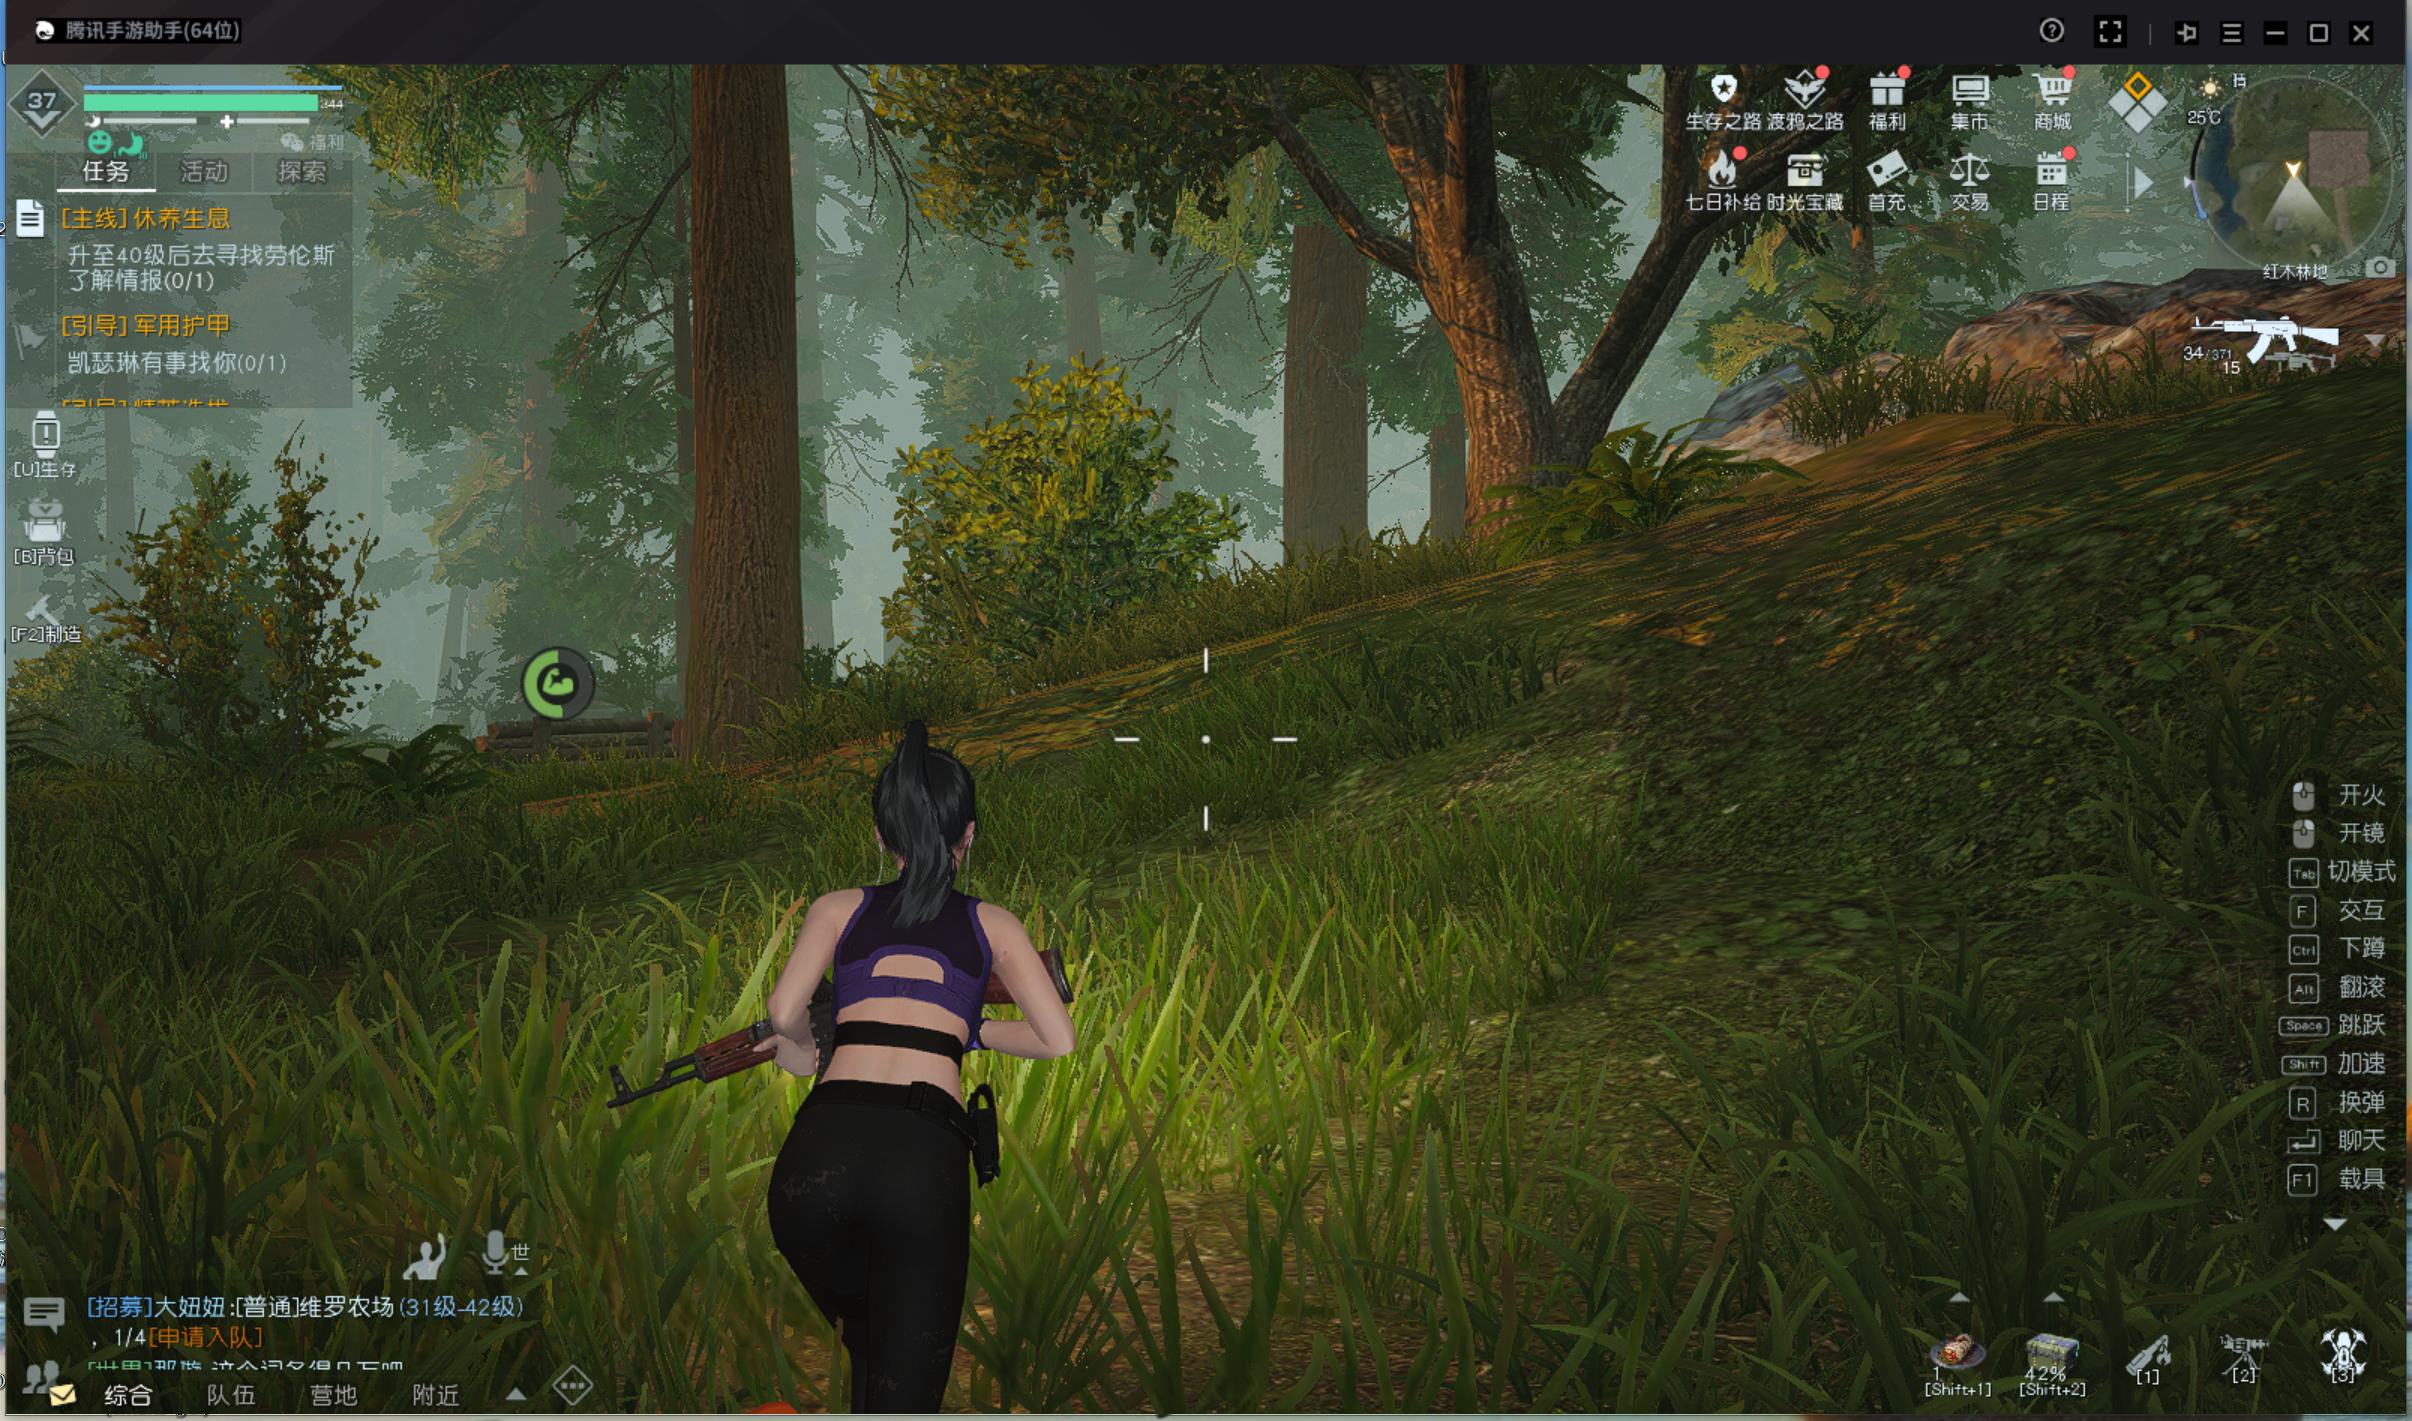 腾讯手游助手(64位)
37
344
福利
任务 活动 探索
[主线] 休养生息
升至40级后去寻找劳伦斯
了解情报(0/1)
[引导] 军用护甲
凯瑟琳有事找你(0/1)
[U]生存
[B]背包
[F2]制造
生存之路 渡鸦之路 福利 集市 商城
七日补给 时光宝藏 首充 交易 日程
晴
25℃
红木林地
34/371
15
开火
开镜
Tab 切模式
F 交互
Ctrl 下蹲
Alt 翻滚
Space 跳跃
Shift 加速
R 换弹
聊天
F1 载具
世
[招募]大妞妞:[普通]维罗农场(31级-42级)
，1/4[申请入队]
综合 队伍 营地 附近
1 42%
[Shift+1] [Shift+2] [1] [2] [3]